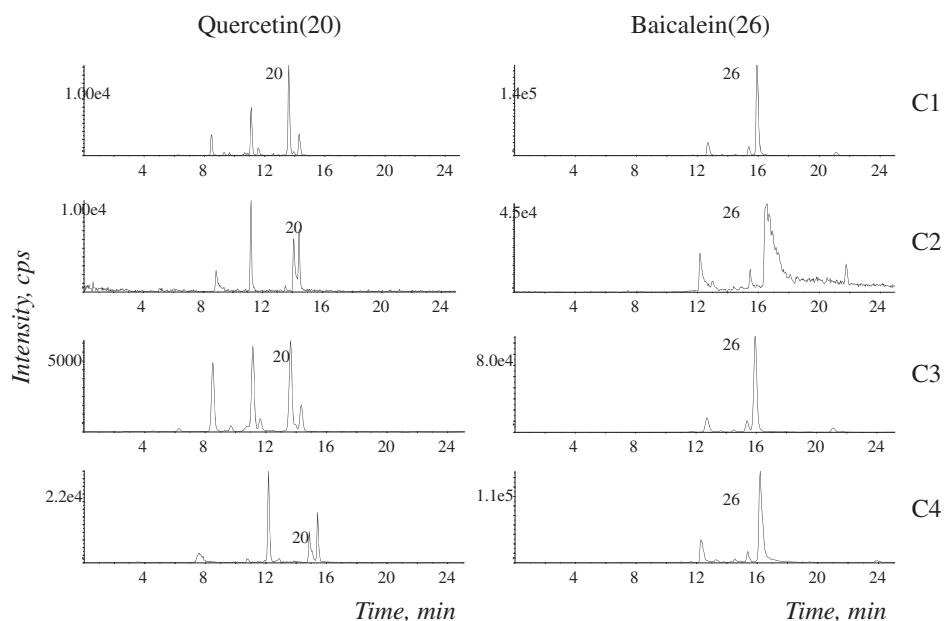 Quercetin(20)
Baicalein(26)
Intensity, cps
1.00e4
20
4 8 12 16 20 24
1.4e5
26
4 8 12 16 20 24
C1
1.00e4
20
4 8 12 16 20 24
4.5e4
26
4 8 12 16 20 24
C2
5000
20
4 8 12 16 20 24
8.0e4
26
4 8 12 16 20 24
C3
2.2e4
20
4 8 12 16 20 24
1.1e5
26
4 8 12 16 20 24
C4
Time, min
Time, min